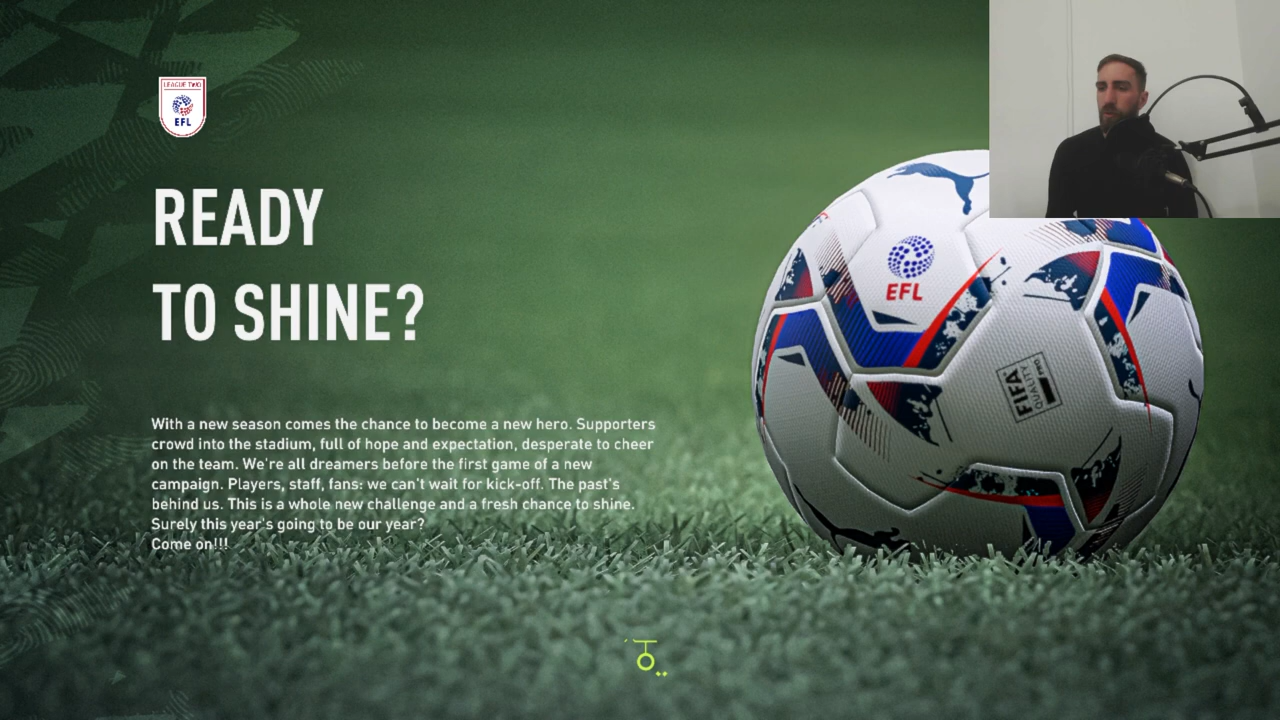 LEAGUE TWO
EFL
READY
TO SHINE?
With a new season comes the chance to become a new hero. Supporters
crowd into the stadium, full of hope and expectation, desperate to cheer
on the team. We're all dreamers before the first game of a new
campaign. Players, staff, fans: we can't wait for kick-off. The past's
behind us. This is a whole new challenge and a fresh chance to shine.
Surely this year's going to be our year?
Come on!!!
EFL
FIFA
QUALITY
PRO